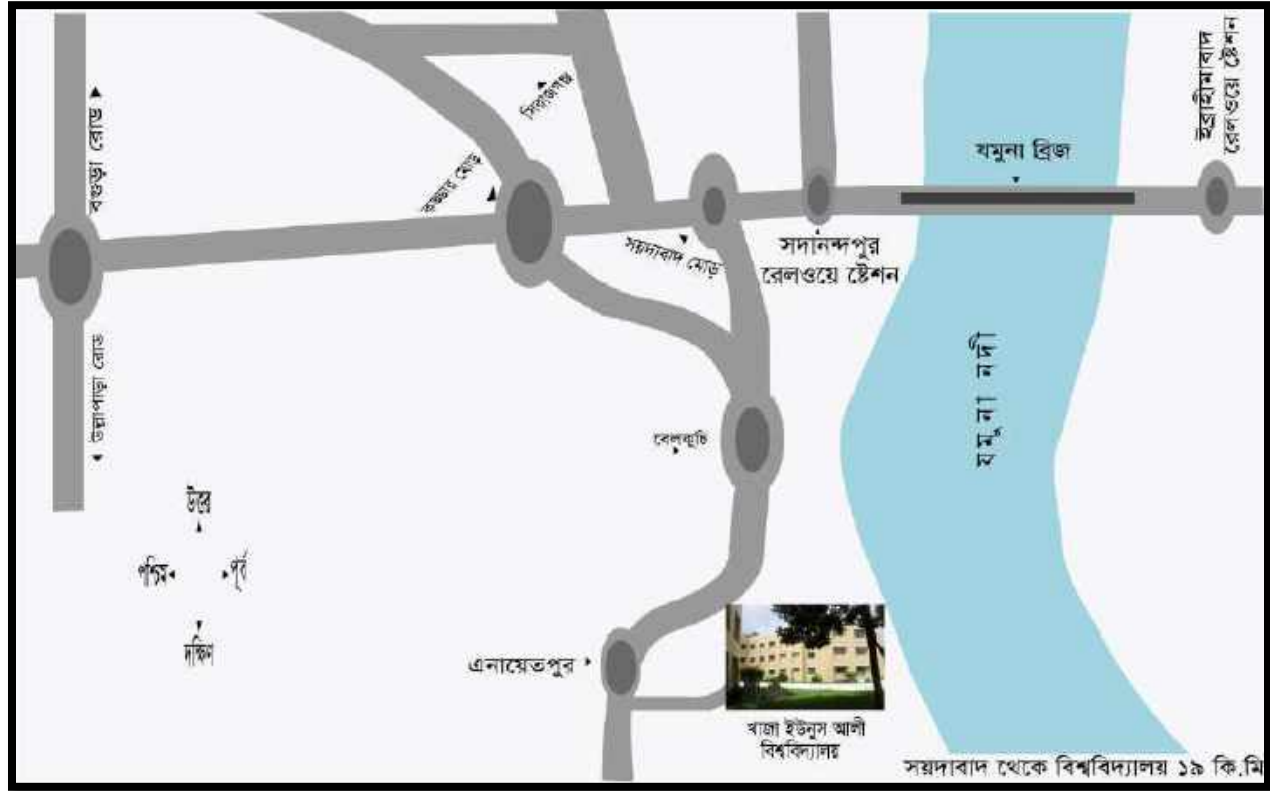 ইব্রাহীমাবাদ
রেলওয়ে ষ্টেশন
বগুড়া রোড
সিরাজগঞ্জ
যমুনা ব্রিজ
কড্ডার মোড়
সয়দাবাদ মোড়
সদানন্দপুর
রেলওয়ে ষ্টেশন
উল্লাপাড়া রোড
যমুনা নদী
বেলকুচি
উত্তর
পশ্চিম
পূর্ব
দক্ষিণ
এনায়েতপুর
খাজা ইউনুস আলী
বিশ্ববিদ্যালয়
সয়দাবাদ থেকে বিশ্ববিদ্যালয় ১৯ কি.মি